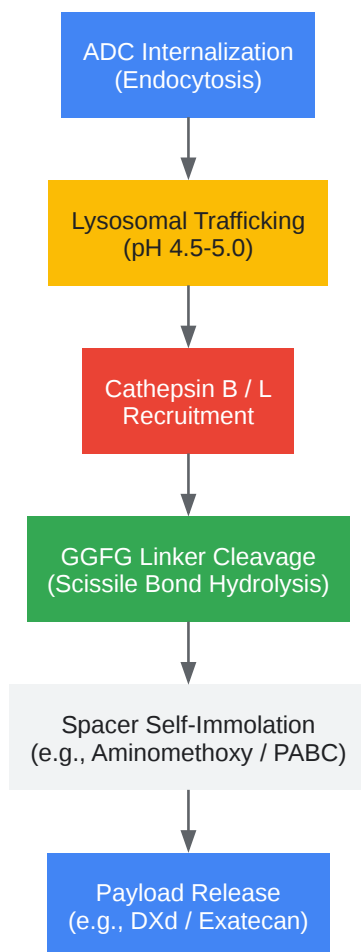 ADC Internalization
(Endocytosis)
Lysosomal Trafficking
(pH 4.5-5.0)
Cathepsin B / L
Recruitment
GGFG Linker Cleavage
(Scissile Bond Hydrolysis)
Spacer Self-Immolation
(e.g., Aminomethoxy / PABC)
Payload Release
(e.g., DXd / Exatecan)